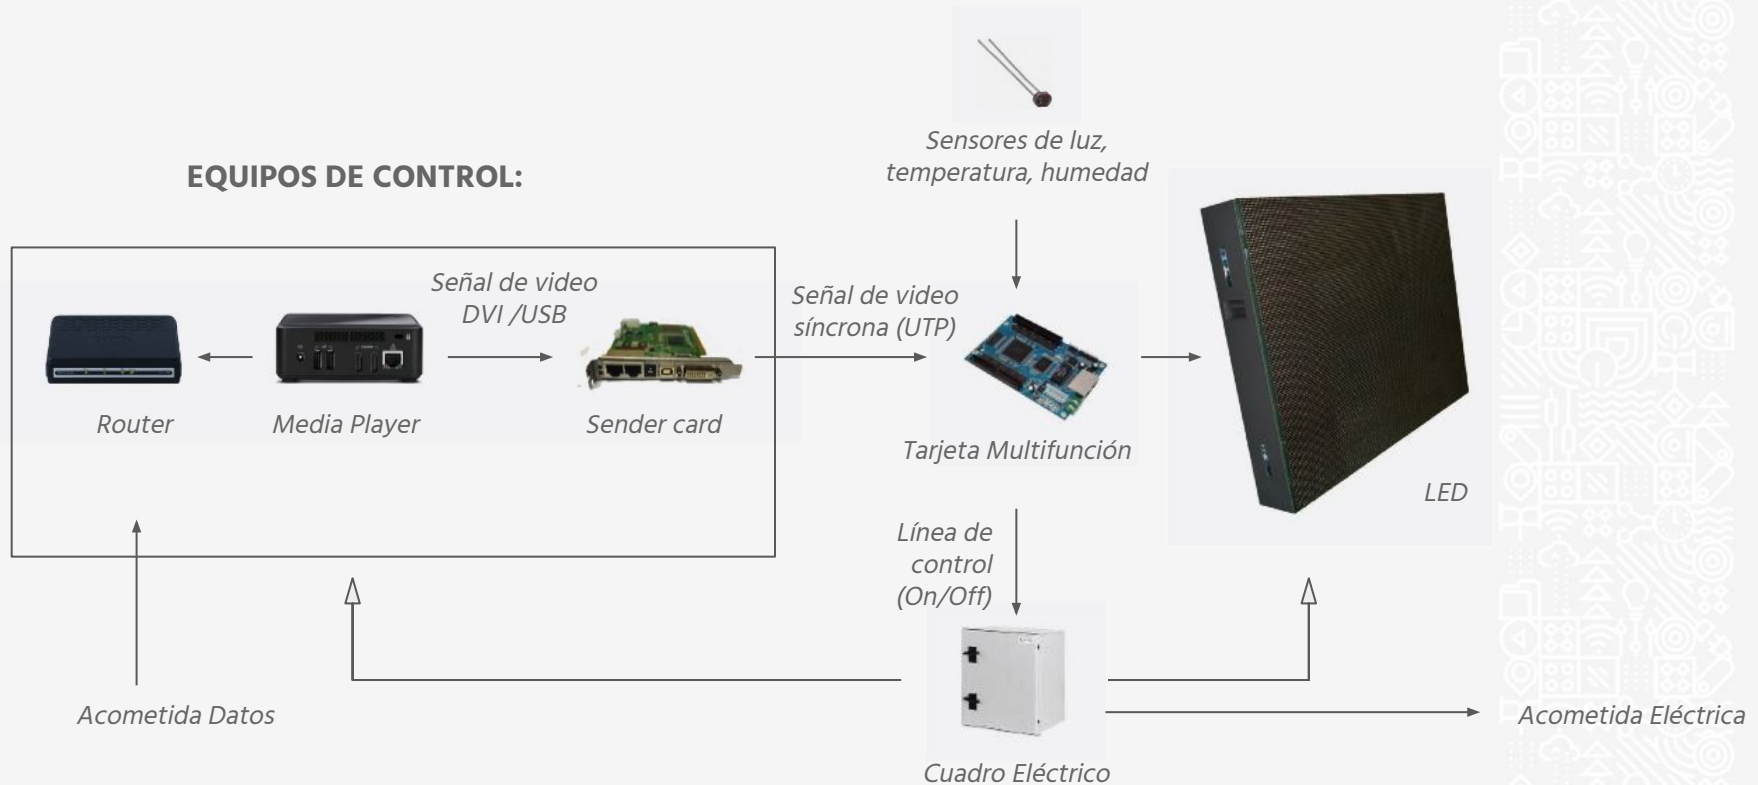 Sensores de luz,
temperatura, humedad
EQUIPOS DE CONTROL:
Señal de video
DVI /USB
Señal de video
síncrona (UTP)
Router
Media Player
Sender card
Tarjeta Multifunción
LED
Línea de
control
(On/Off)
Acometida Datos
Acometida Eléctrica
Cuadro Eléctrico